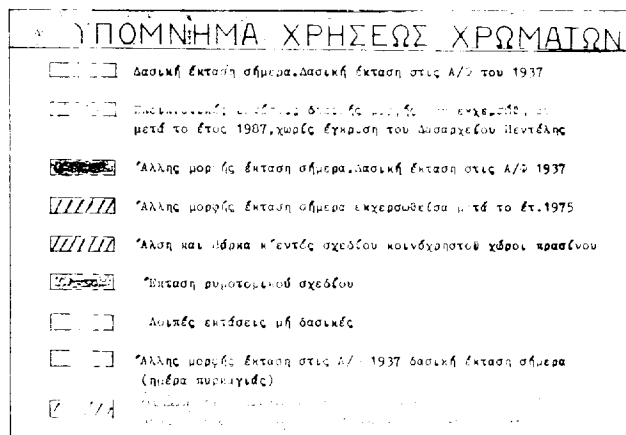 ΥΠΟΜΝΗΜΑ ΧΡΗΣΕΩΣ ΧΡΩΜΑΤΩΝ
Δασική έκταση σήμερα.Δασική έκταση στις Α/Φ του 1937
μετά το έτος 1987,χωρίς έγκριση του Δασαρχείου Πεντέλης
Άλλης μορφής έκταση σήμερα.Δασική έκταση στις Α/Φ 1937
Άλλης μορφής έκταση σήμερα εκχερσωθείσα μετά το έτ.1975
Άλση και Πάρκα κ'εντός σχεδίου κοινόχρηστοι χώροι πρασίνου
Έκταση ρυμοτομικού σχεδίου
Λοιπές εκτάσεις μή δασικές
Άλλης μορφής έκταση στις Α/Φ 1937 δασική έκταση σήμερα
(ημέρα πυρκαγιάς)